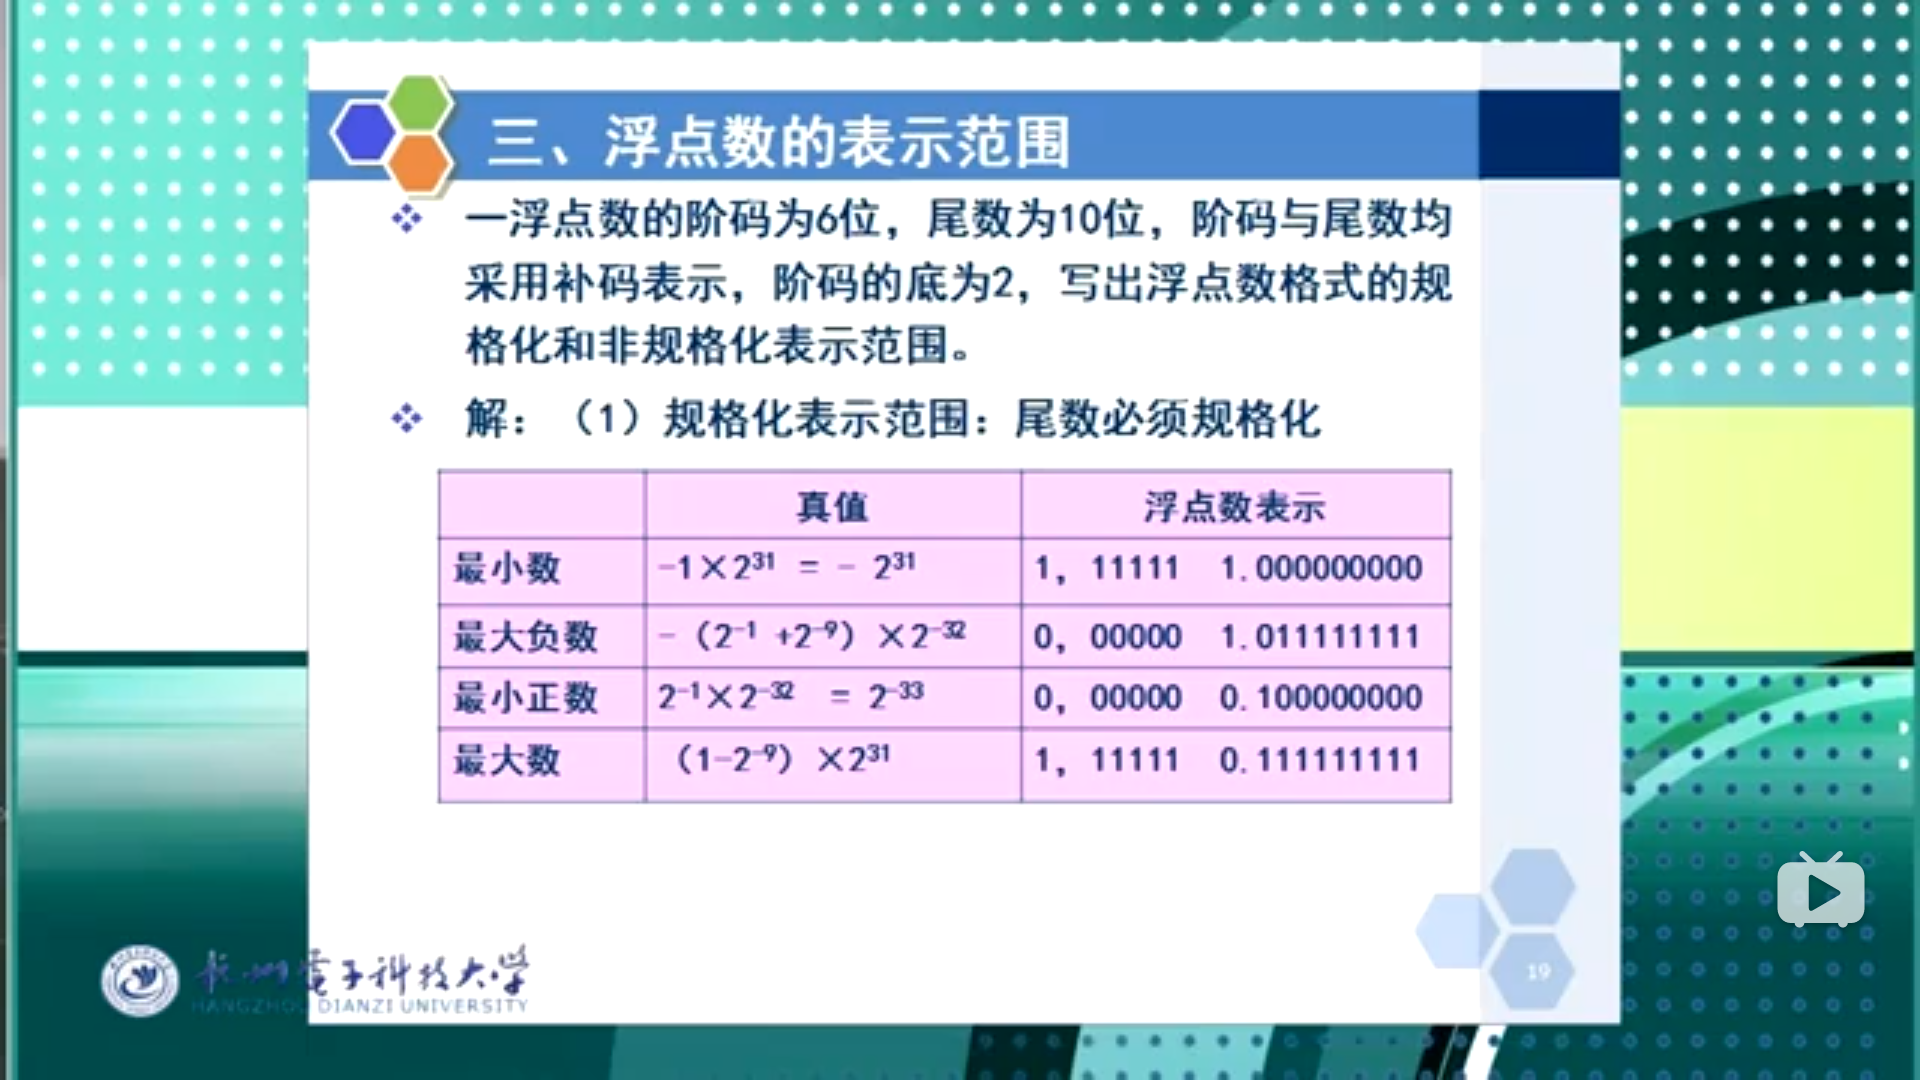 三、浮点数的表示范围
一浮点数的阶码为6位，尾数为10位，阶码与尾数均
采用补码表示，阶码的底为2，写出浮点数格式的规
格化和非规格化表示范围。
解：（1）规格化表示范围：尾数必须规格化
真值 浮点数表示
最小数 -1×2³¹ = - 2³¹ 1, 11111 1.000000000
最大负数 -（2⁻¹ +2⁻⁹）×2⁻³² 0, 00000 1.011111111
最小正数 2⁻¹×2⁻³² = 2⁻³³ 0, 00000 0.100000000
最大数 （1-2⁻⁹）×2³¹ 1, 11111 0.111111111
19
杭州电子科技大学
HANGZHOU DIANZI UNIVERSITY